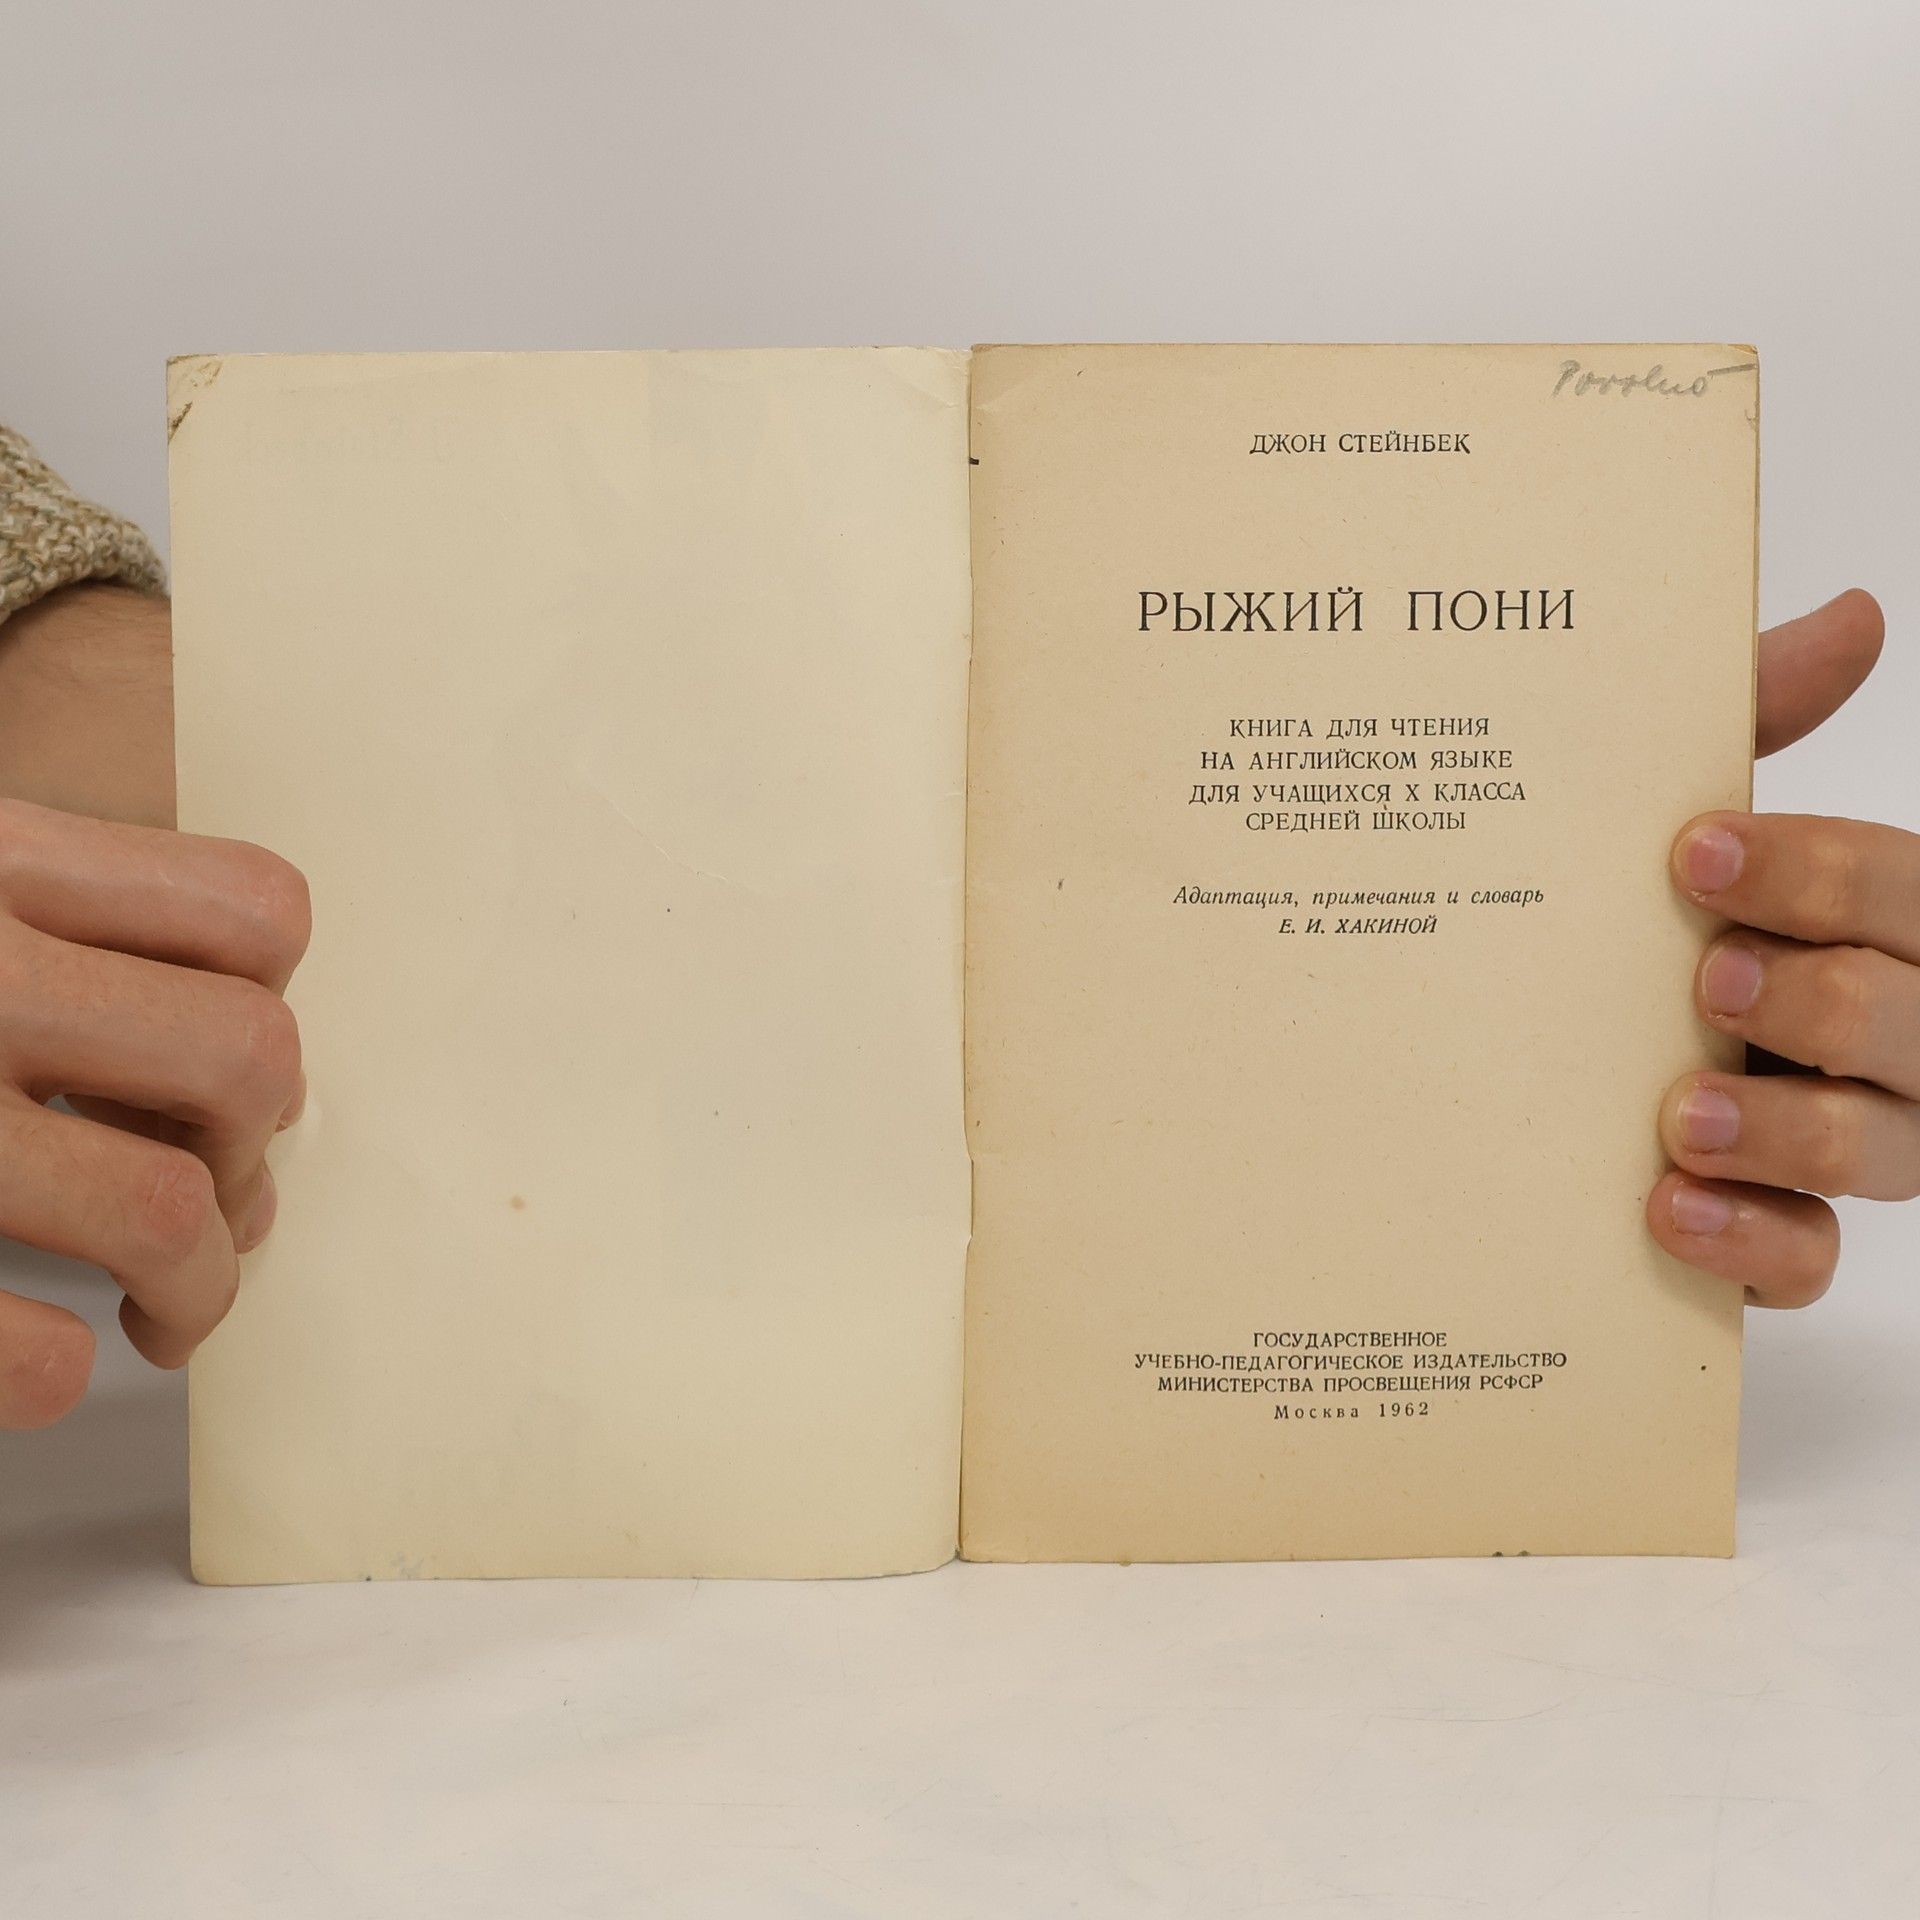 ДЖОН СТЕЙНБЕК
РЫЖИЙ ПОНИ
КНИГА ДЛЯ ЧТЕНИЯ
НА АНГЛИЙСКОМ ЯЗЫКЕ
ДЛЯ УЧАЩИХСЯ X КЛАССА
СРЕДНЕЙ ШКОЛЫ
Адаптация, примечания и словарь
Е. И. ХАКИНОЙ
ГОСУДАРСТВЕННОЕ
УЧЕБНО-ПЕДАГОГИЧЕСКОЕ ИЗДАТЕЛЬСТВО
МИНИСТЕРСТВА ПРОСВЕЩЕНИЯ РСФСР
Москва 1962